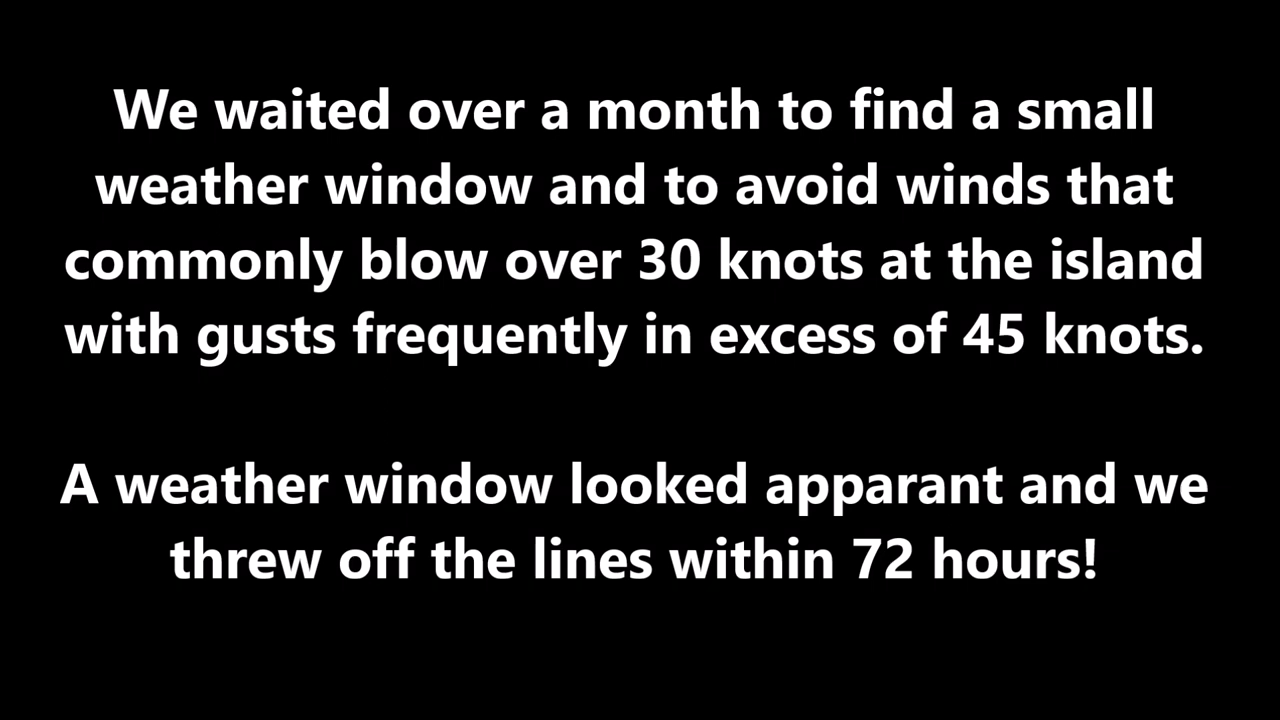 We waited over a month to find a small
weather window and to avoid winds that
commonly blow over 30 knots at the island
with gusts frequently in excess of 45 knots.
A weather window looked apparant and we
threw off the lines within 72 hours!